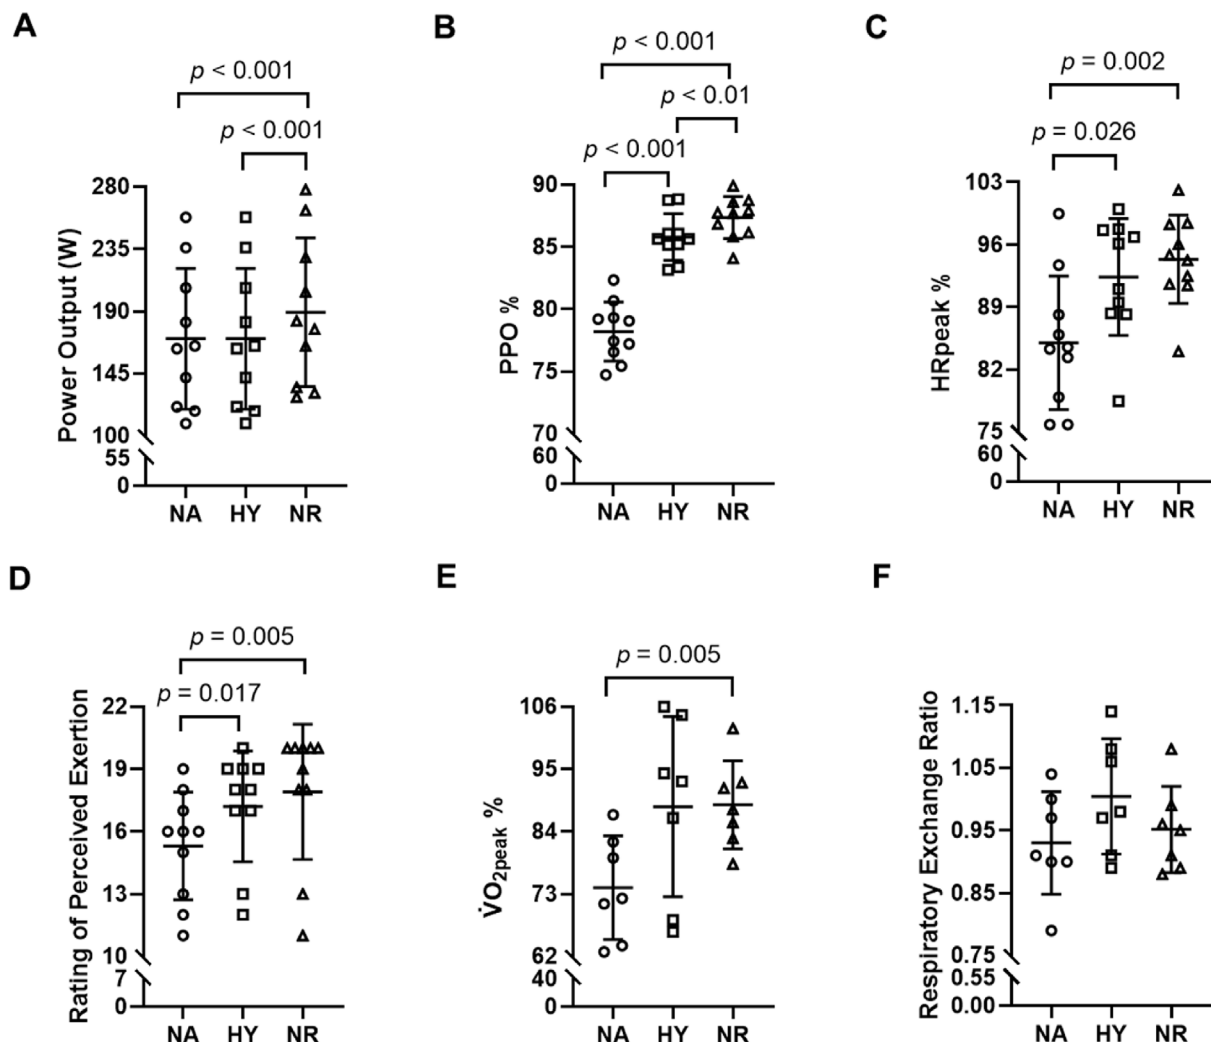 A
p < 0.001
p < 0.001
Power Output (W)
280
235
190
145
100
55
0
NA HY NR
B
p < 0.001
p < 0.01
p < 0.001
PPO %
90
85
80
75
70
60
0
NA HY NR
C
p = 0.002
p = 0.026
HRpeak %
103
96
89
82
75
60
0
NA HY NR
D
p = 0.005
p = 0.017
Rating of Perceived Exertion
22
19
16
13
10
7
0
NA HY NR
E
p = 0.005
V̇O2peak %
106
95
84
73
62
40
0
NA HY NR
F
Respiratory Exchange Ratio
1.15
1.05
0.95
0.85
0.75
0.55
0.00
NA HY NR